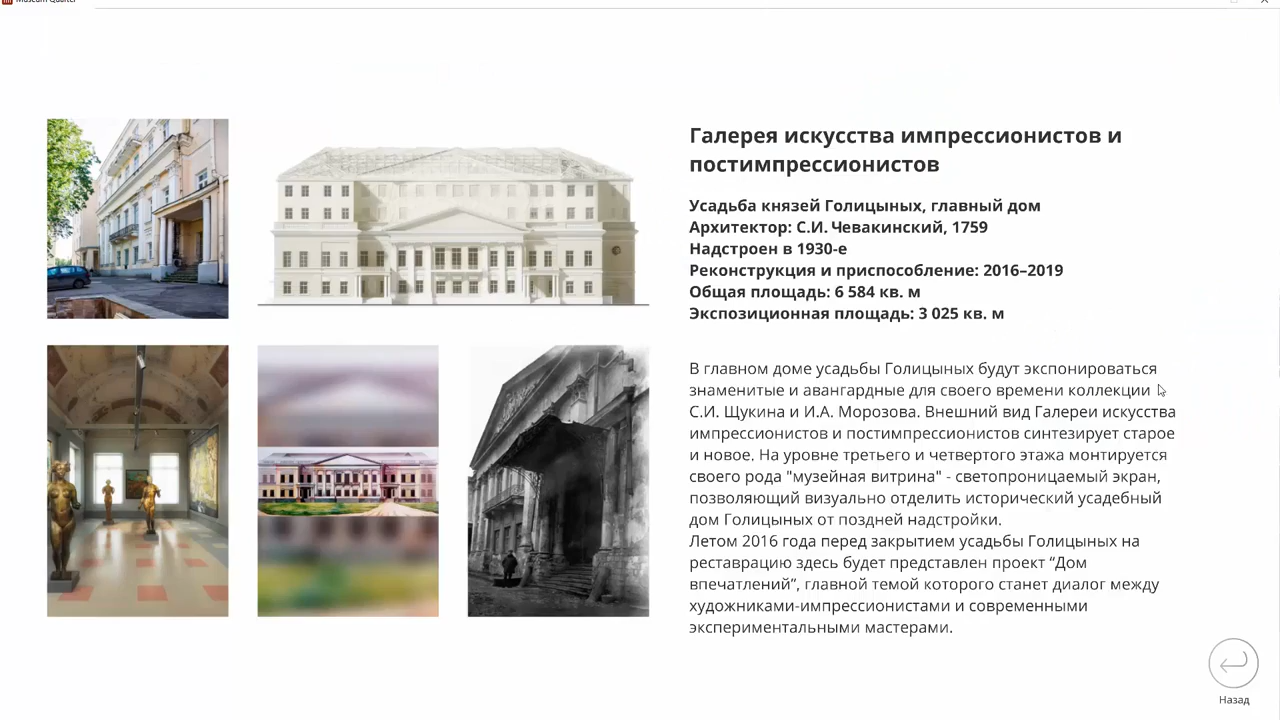 Museum Quarter
Галерея искусства импрессионистов и
постимпрессионистов
Усадьба князей Голицыных, главный дом
Архитектор: С.И. Чевакинский, 1759
Надстроен в 1930-е
Реконструкция и приспособление: 2016–2019
Общая площадь: 6 584 кв. м
Экспозиционная площадь: 3 025 кв. м
В главном доме усадьбы Голицыных будут экспонироваться
знаменитые и авангардные для своего времени коллекции
С.И. Щукина и И.А. Морозова. Внешний вид Галереи искусства
импрессионистов и постимпрессионистов синтезирует старое
и новое. На уровне третьего и четвертого этажа монтируется
своего рода "музейная витрина" - светопроницаемый экран,
позволяющий визуально отделить исторический усадебный
дом Голицыных от поздней надстройки.
Летом 2016 года перед закрытием усадьбы Голицыных на
реставрацию здесь будет представлен проект “Дом
впечатлений”, главной темой которого станет диалог между
художниками-импрессионистами и современными
экспериментальными мастерами.
Назад